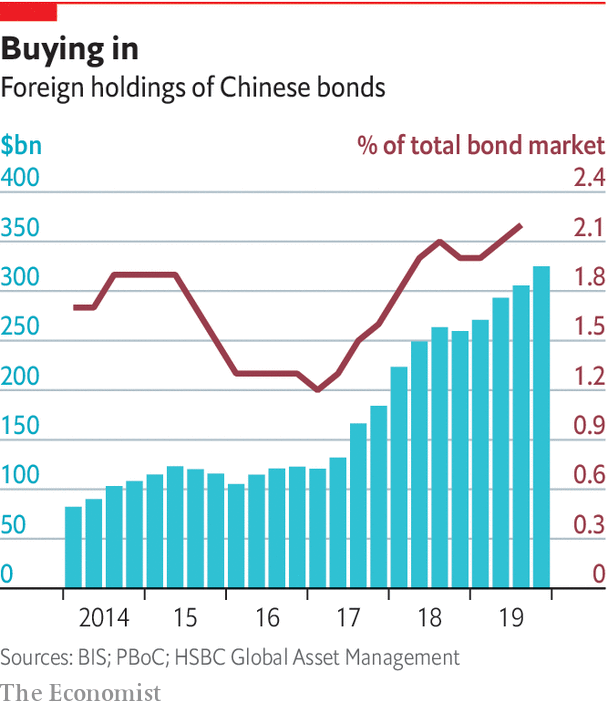 Buying in
Foreign holdings of Chinese bonds
$bn % of total bond market
400 2.4
350 2.1
300 1.8
250 1.5
200 1.2
150 0.9
100 0.6
50 0.3
0 0
2014 15 16 17 18 19
Sources: BIS; PBoC; HSBC Global Asset Management
The Economist